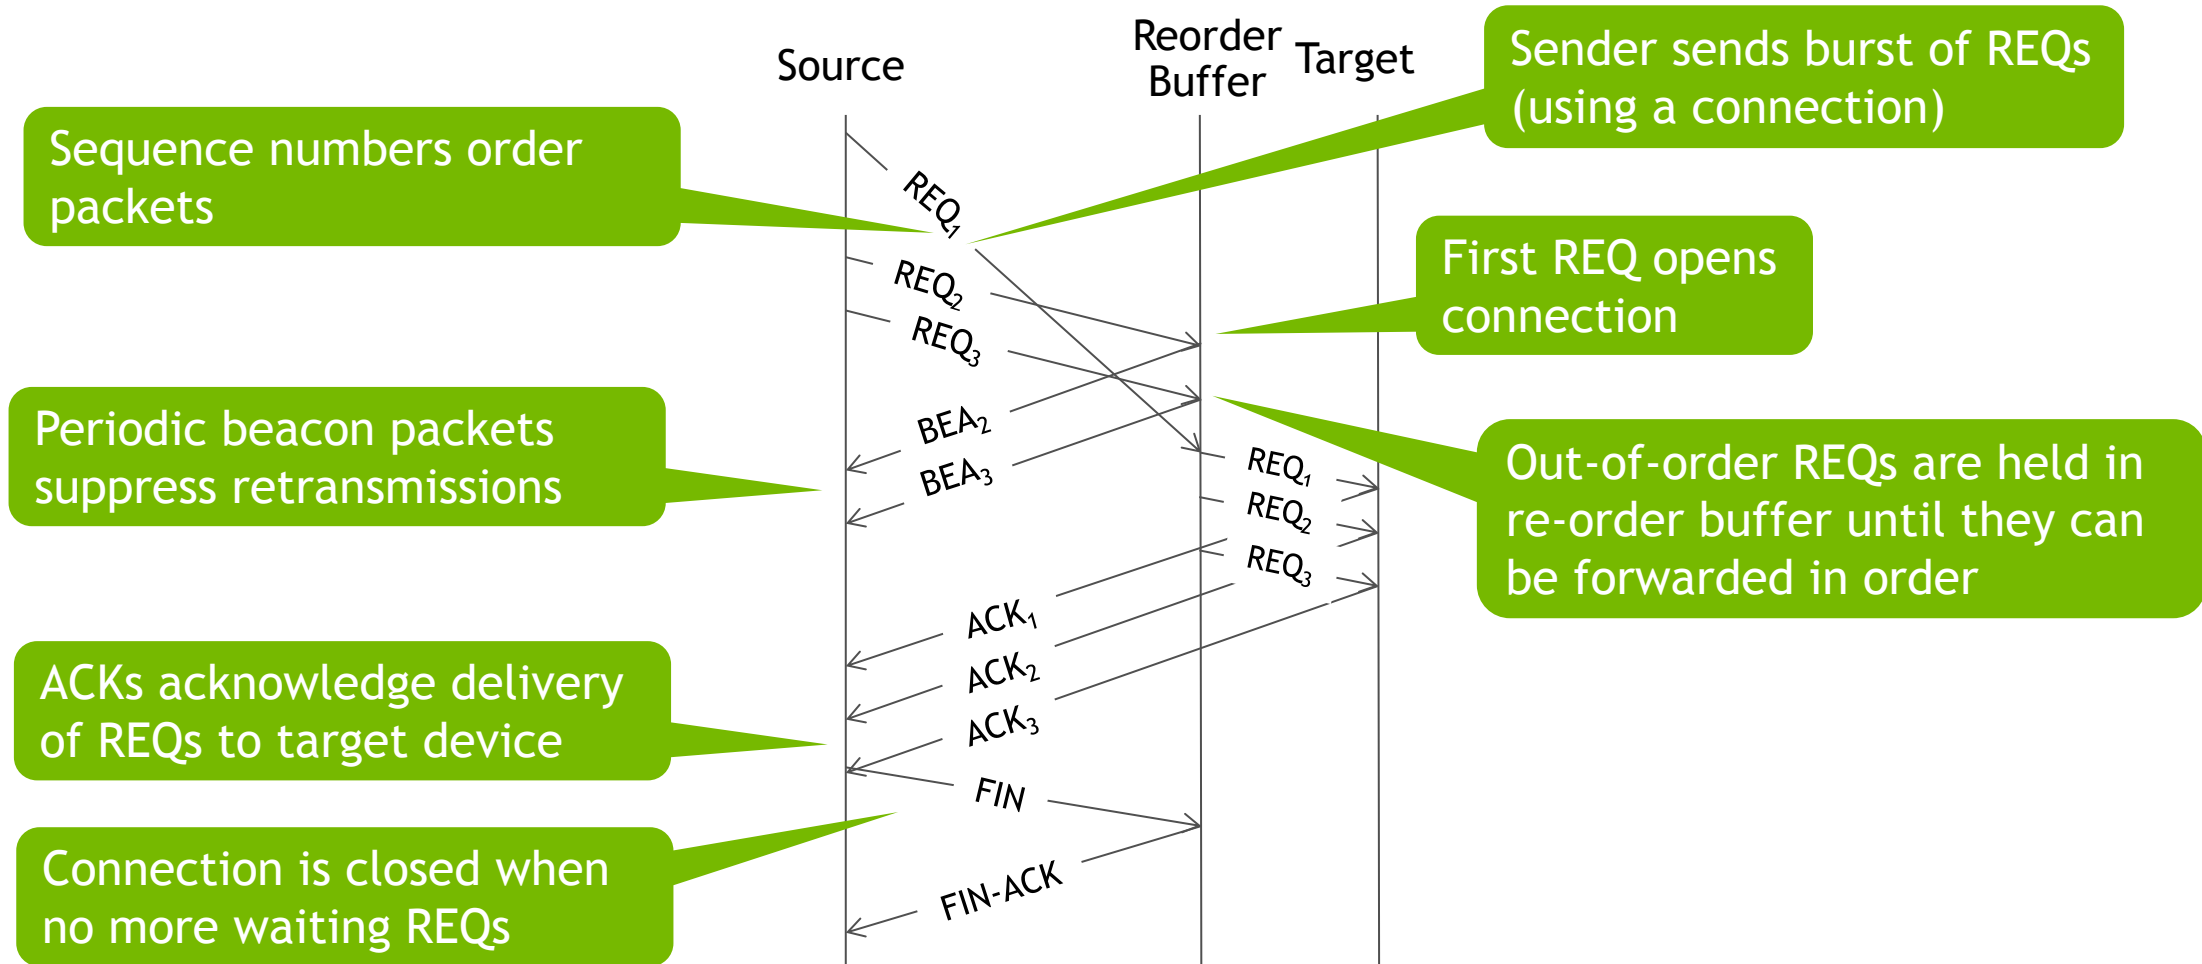 Source
Reorder
Buffer
Target
Sender sends burst of REQs
(using a connection)
Sequence numbers order
packets
REQ₁
First REQ opens
connection
REQ₂
REQ₃
Periodic beacon packets
suppress retransmissions
BEA₂
BEA₃
REQ₁
REQ₂
REQ₃
Out-of-order REQs are held in
re-order buffer until they can
be forwarded in order
ACK₁
ACK₂
ACK₃
ACKs acknowledge delivery
of REQs to target device
FIN
Connection is closed when
no more waiting REQs
FIN-ACK